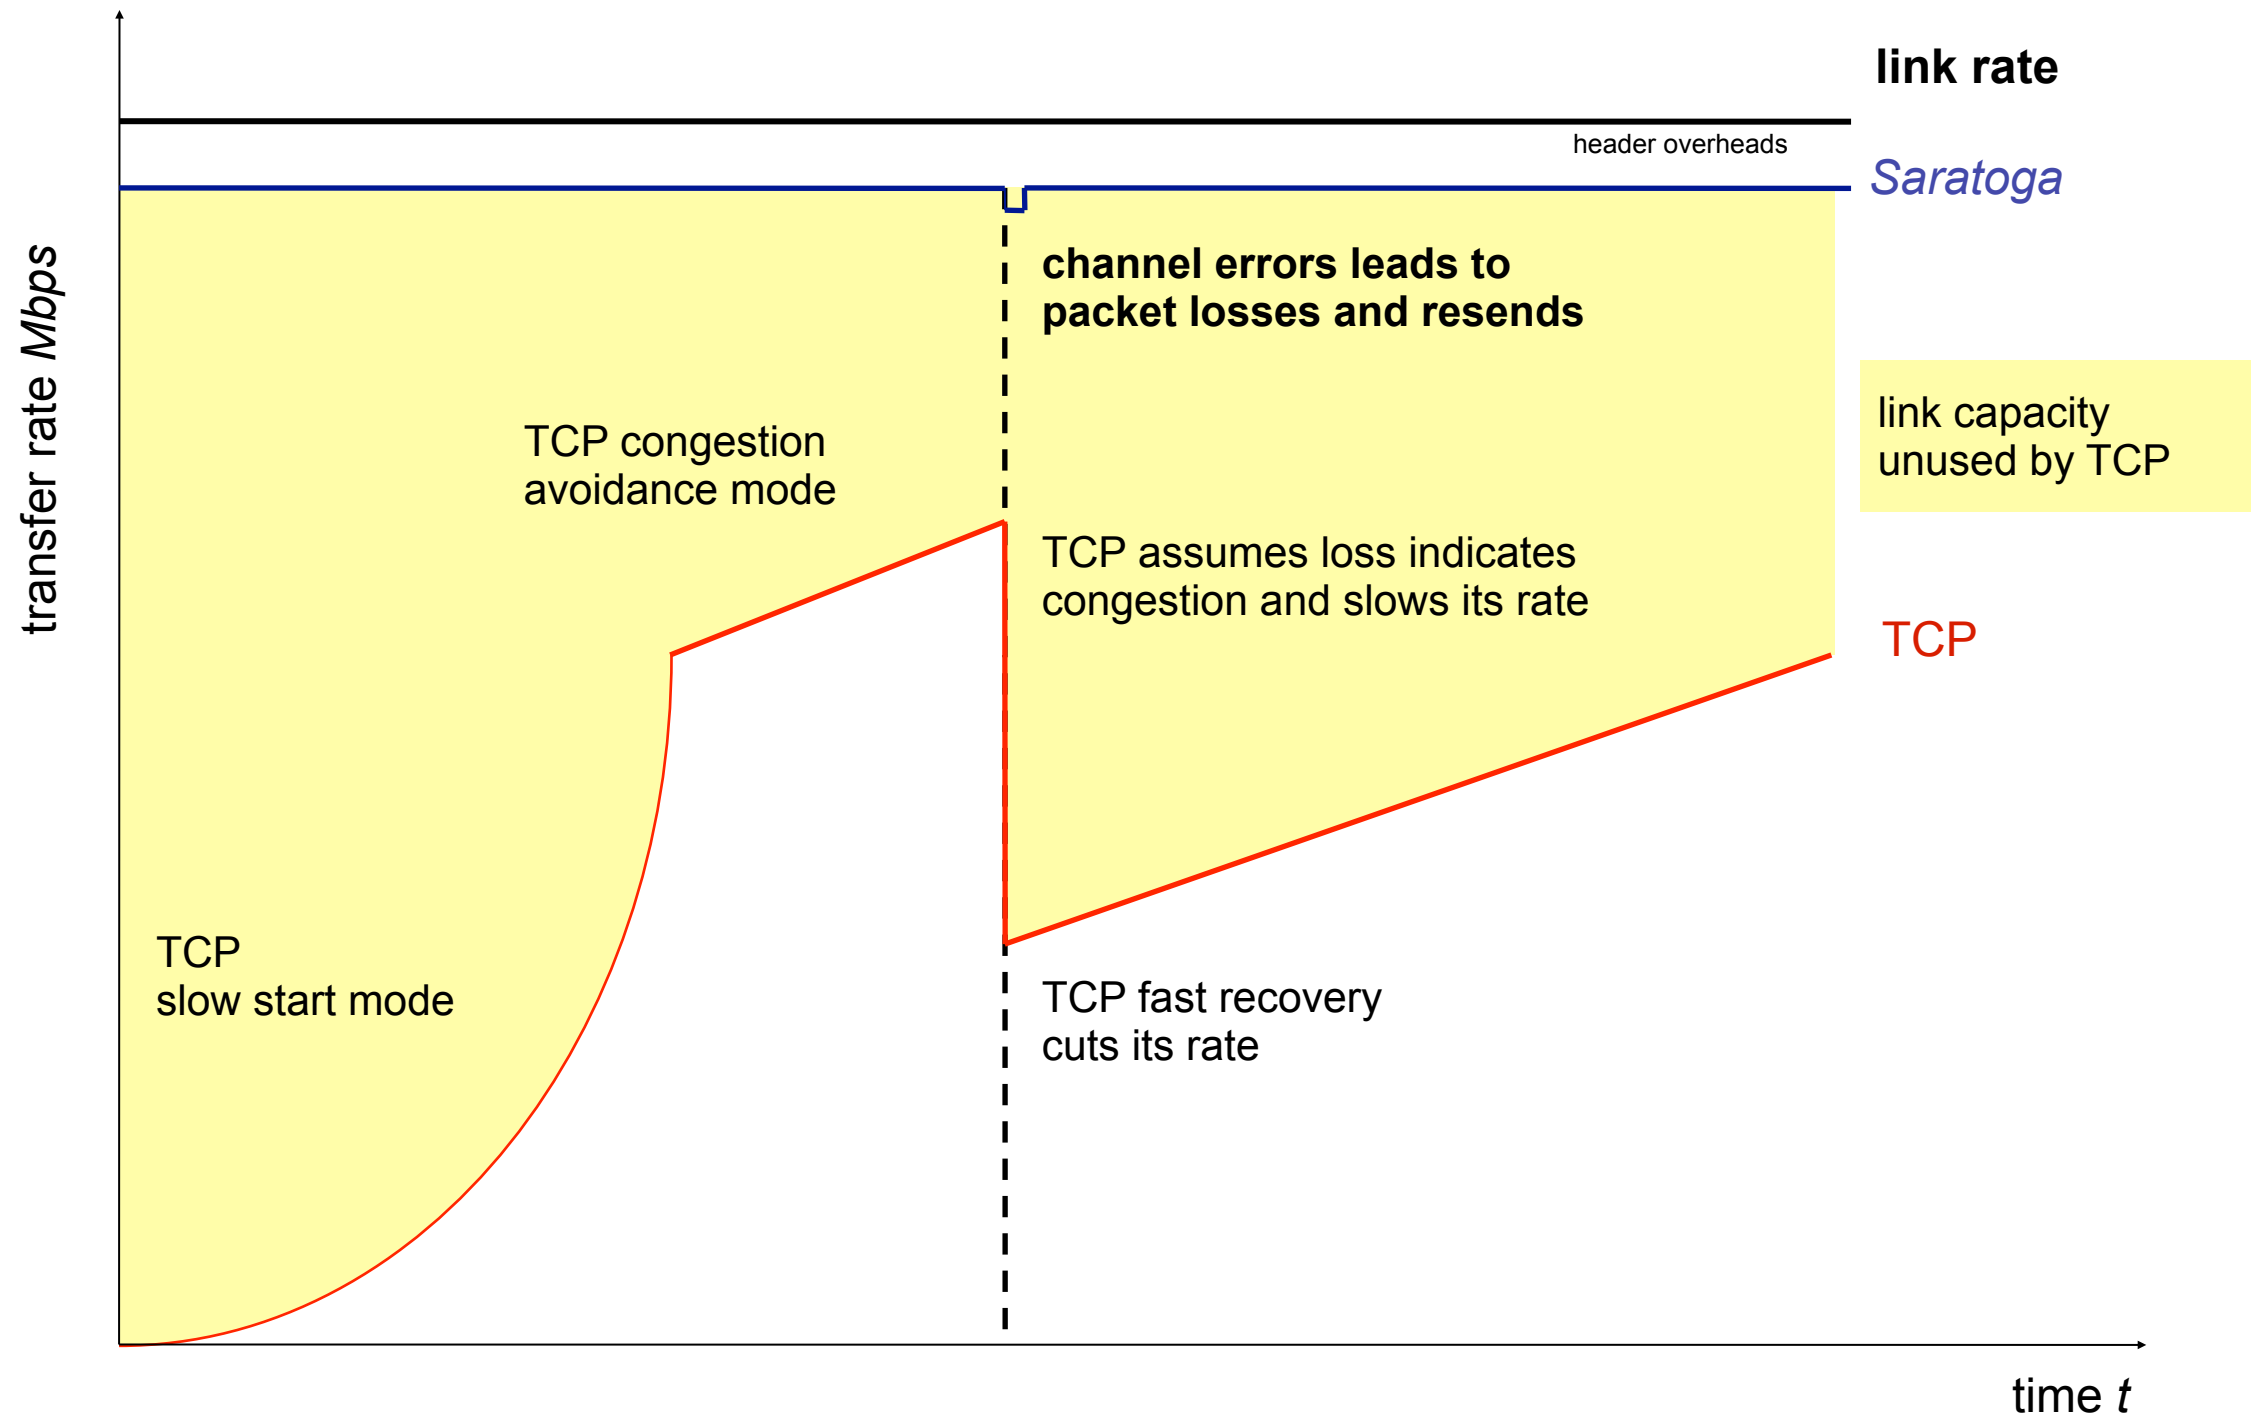 link rate
header overheads
Saratoga
transfer rate Mbps
channel errors leads to
packet losses and resends
link capacity
unused by TCP
TCP congestion
avoidance mode
TCP assumes loss indicates
congestion and slows its rate
TCP
TCP
slow start mode
TCP fast recovery
cuts its rate
time t